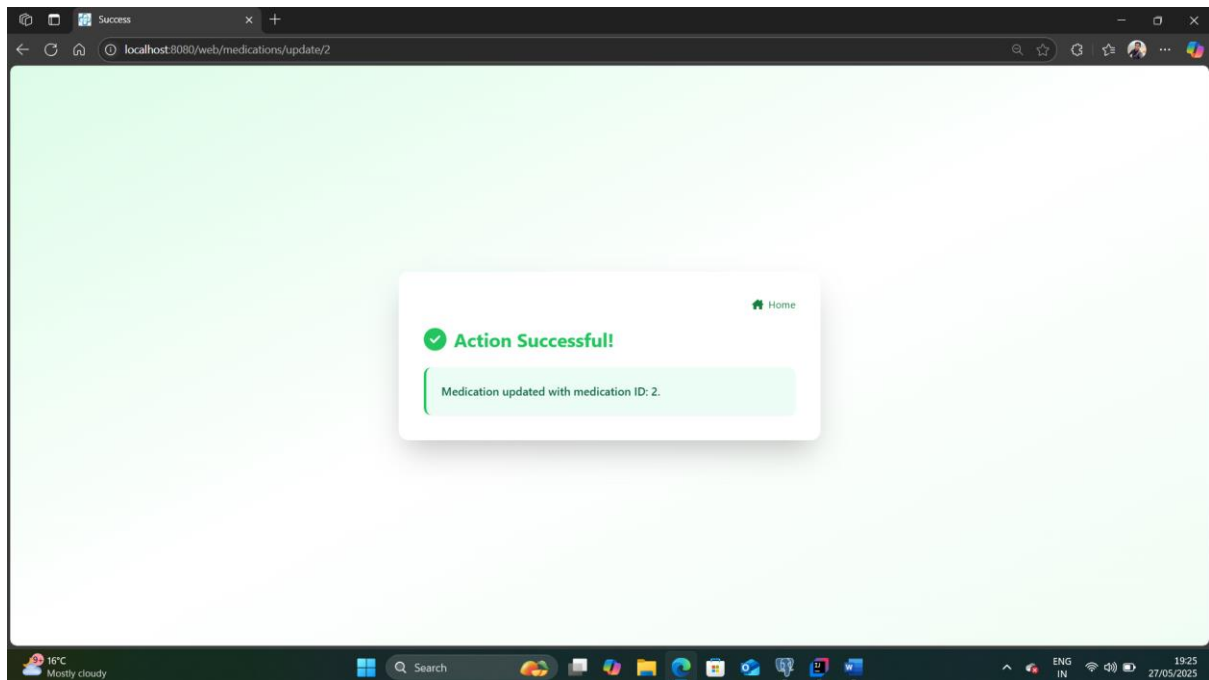 Success
localhost:8080/web/medications/update/2
Home
Action Successful!
Medication updated with medication ID: 2.
9+
16°C
Mostly cloudy
Search
ENG
IN
19:25
27/05/2025